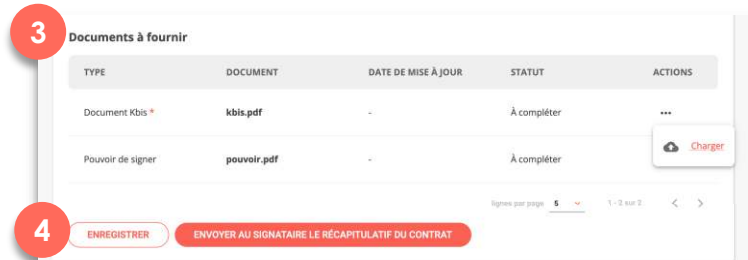 3
Documents à fournir
TYPE DOCUMENT DATE DE MISE À JOUR STATUT ACTIONS
Document Kbis * kbis.pdf - À compléter ...
Charger
Pouvoir de signer pouvoir.pdf - À compléter
lignes par page 5 1 - 2 sur 2 < >
4
ENREGISTRER ENVOYER AU SIGNATAIRE LE RÉCAPITULATIF DU CONTRAT